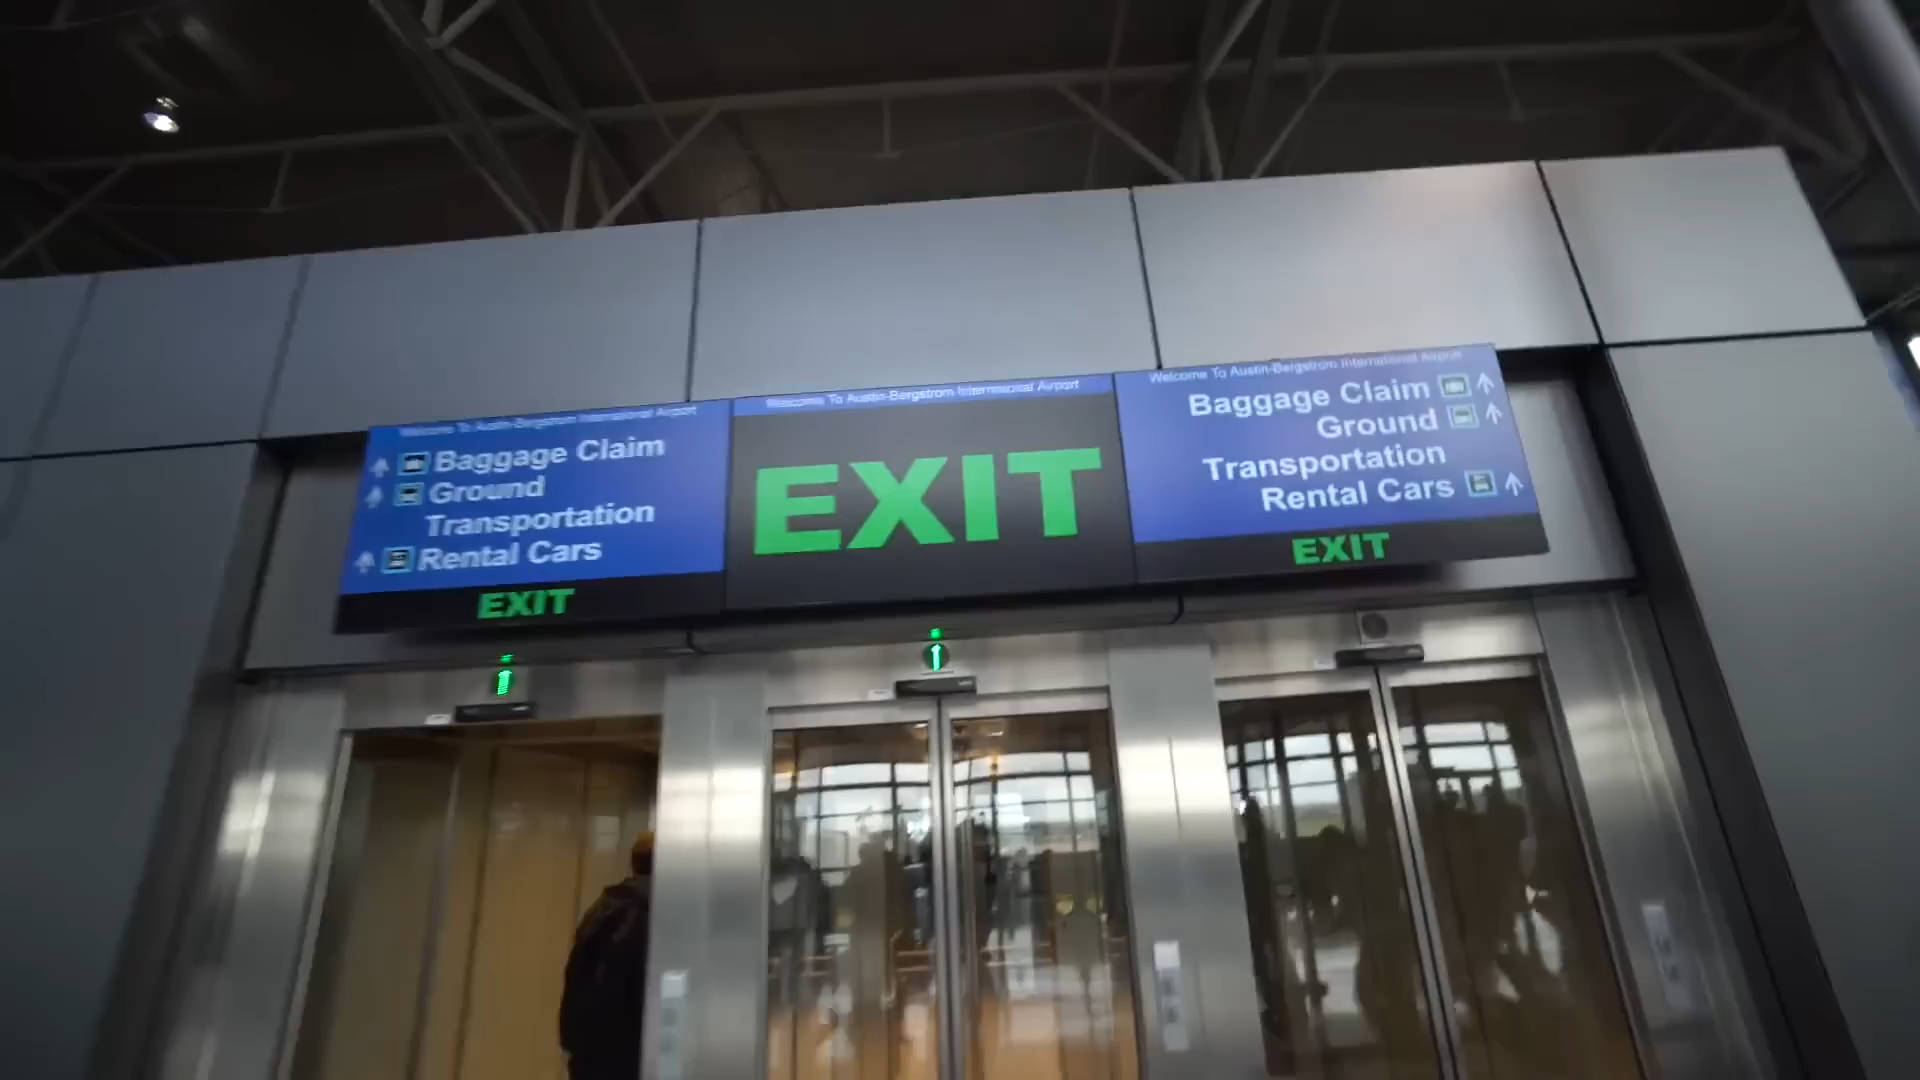 Welcome To Austin-Bergstrom International Airport
Baggage Claim
Ground
Transportation
Rental Cars
EXIT
Welcome To Austin-Bergstrom International Airport
EXIT
Welcome To Austin-Bergstrom International Airport
Baggage Claim
Ground
Transportation
Rental Cars
EXIT